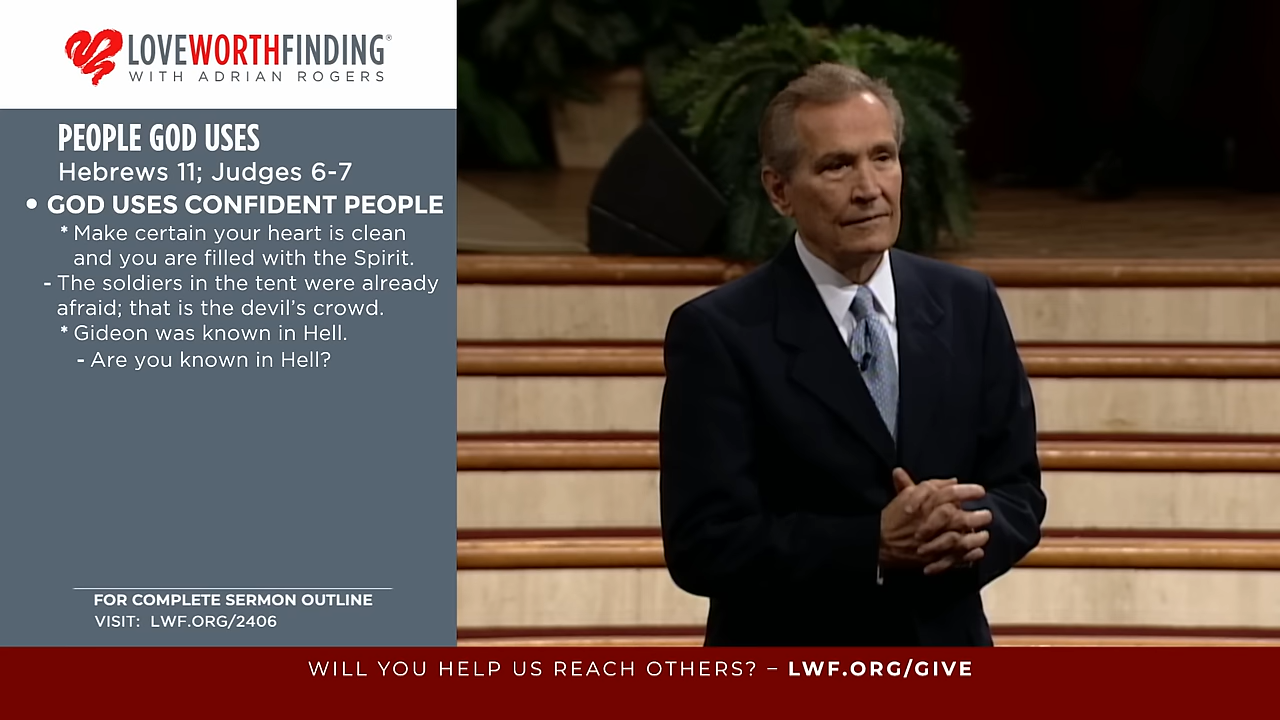 LOVEWORTHFINDING®
WITH ADRIAN ROGERS
PEOPLE GOD USES
Hebrews 11; Judges 6-7
• GOD USES CONFIDENT PEOPLE
* Make certain your heart is clean
and you are filled with the Spirit.
- The soldiers in the tent were already
afraid; that is the devil's crowd.
* Gideon was known in Hell.
- Are you known in Hell?
FOR COMPLETE SERMON OUTLINE
VISIT: LWF.ORG/2406
WILL YOU HELP US REACH OTHERS? – LWF.ORG/GIVE